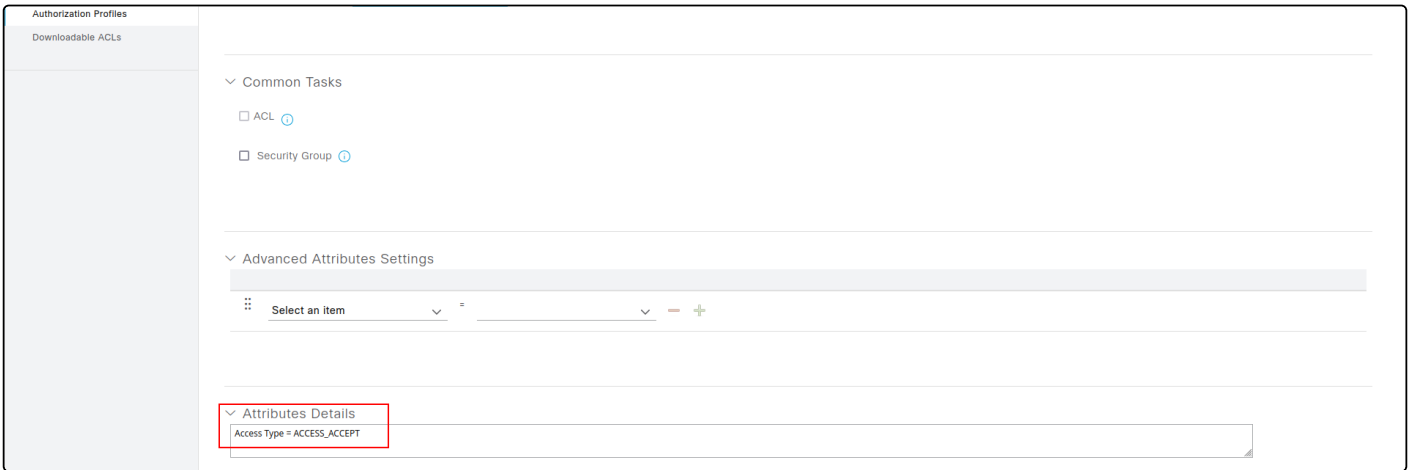 Authorization Profiles
Downloadable ACLs
Common Tasks
ACL
Security Group
Advanced Attributes Settings
Select an item =
Attributes Details
Access Type = ACCESS_ACCEPT